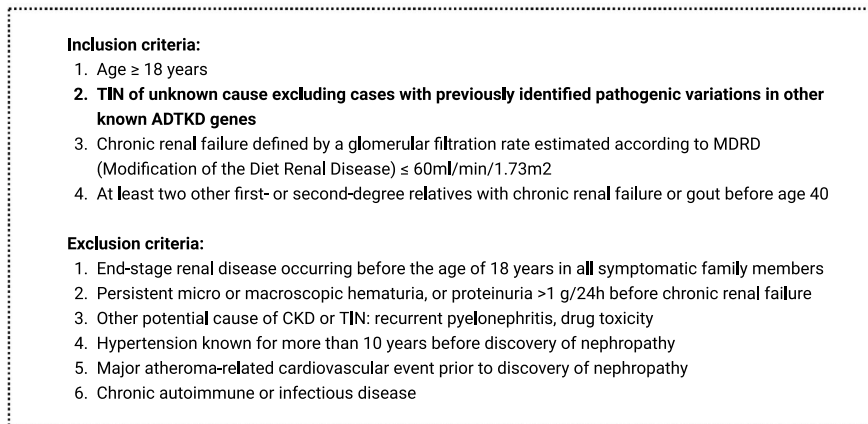 Inclusion criteria:
1. Age ≥ 18 years
2. TIN of unknown cause excluding cases with previously identified pathogenic variations in other
known ADTKD genes
3. Chronic renal failure defined by a glomerular filtration rate estimated according to MDRD
(Modification of the Diet Renal Disease) ≤ 60ml/min/1.73m2
4. At least two other first- or second-degree relatives with chronic renal failure or gout before age 40
Exclusion criteria:
1. End-stage renal disease occurring before the age of 18 years in all symptomatic family members
2. Persistent micro or macroscopic hematuria, or proteinuria >1 g/24h before chronic renal failure
3. Other potential cause of CKD or TIN: recurrent pyelonephritis, drug toxicity
4. Hypertension known for more than 10 years before discovery of nephropathy
5. Major atheroma-related cardiovascular event prior to discovery of nephropathy
6. Chronic autoimmune or infectious disease